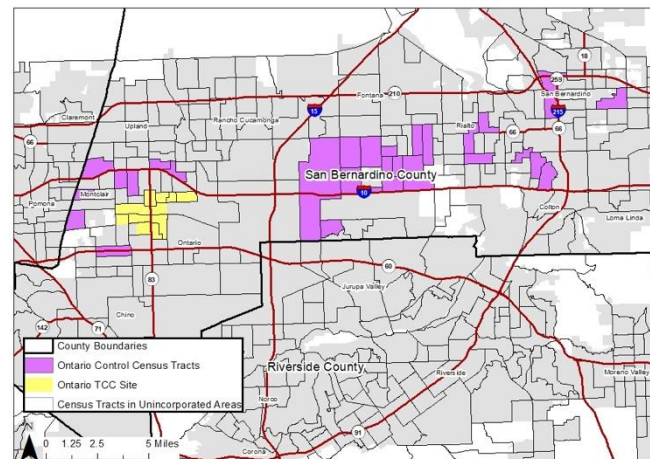 18
259
San Bernardino
Fontana
210
Claremont
15
215
Rancho Cucamonga
Rialto
66
Upland
66
66
San Bernardino County
Montclair
Pomona
10
Colton
Loma Linda
Ontario
83
60
Jurupa Valley
Chino
142
71
County Boundaries
Ontario Control Census Tracts
Ontario TCC Site
Census Tracts in Unincorporated Areas
Riverside County
Riverside
Moreno Valley
Norco
N
0 1.25 2.5 5 Miles
91
Corona